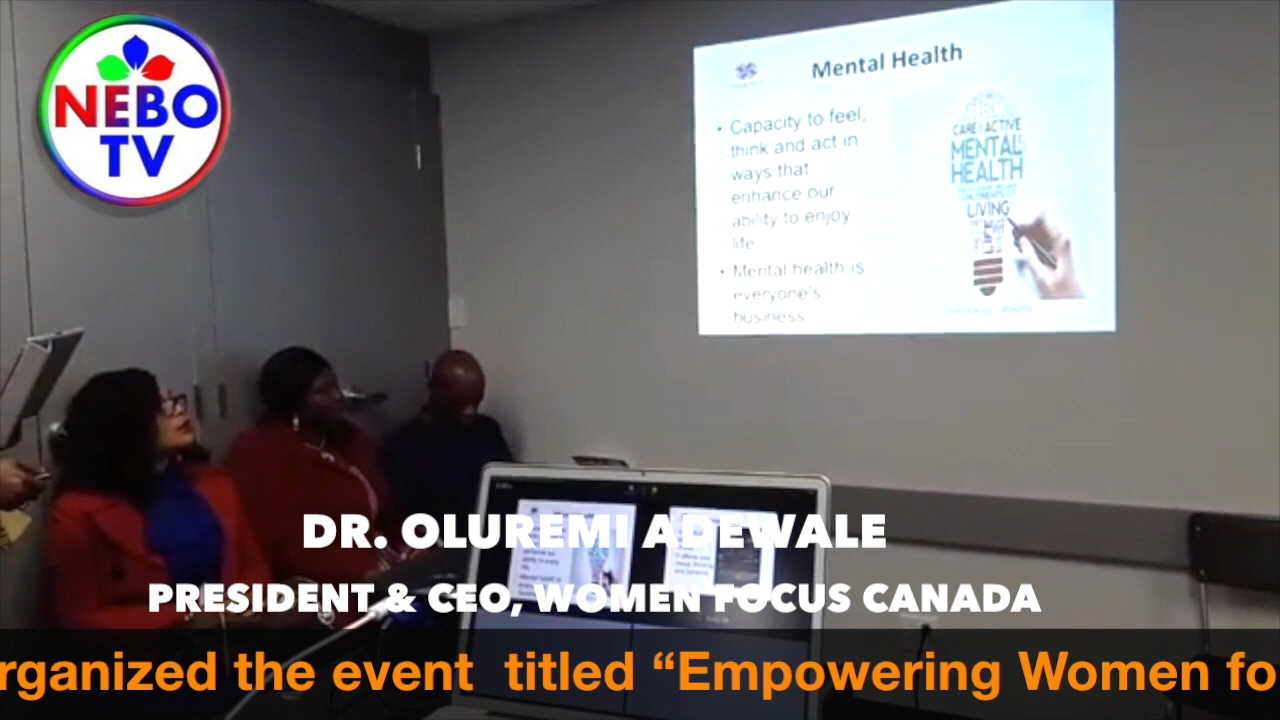 NEBO
TV
Mental Health
• Capacity to feel,
think and act in
ways that
enhance our
ability to enjoy
life
• Mental health is
everyone's
business
CARE ACTIVE
MENTAL
HEALTH
LIVING
DR. OLUREMI ADEWALE
PRESIDENT & CEO, WOMEN FOCUS CANADA
rganized the event titled “Empowering Women fo